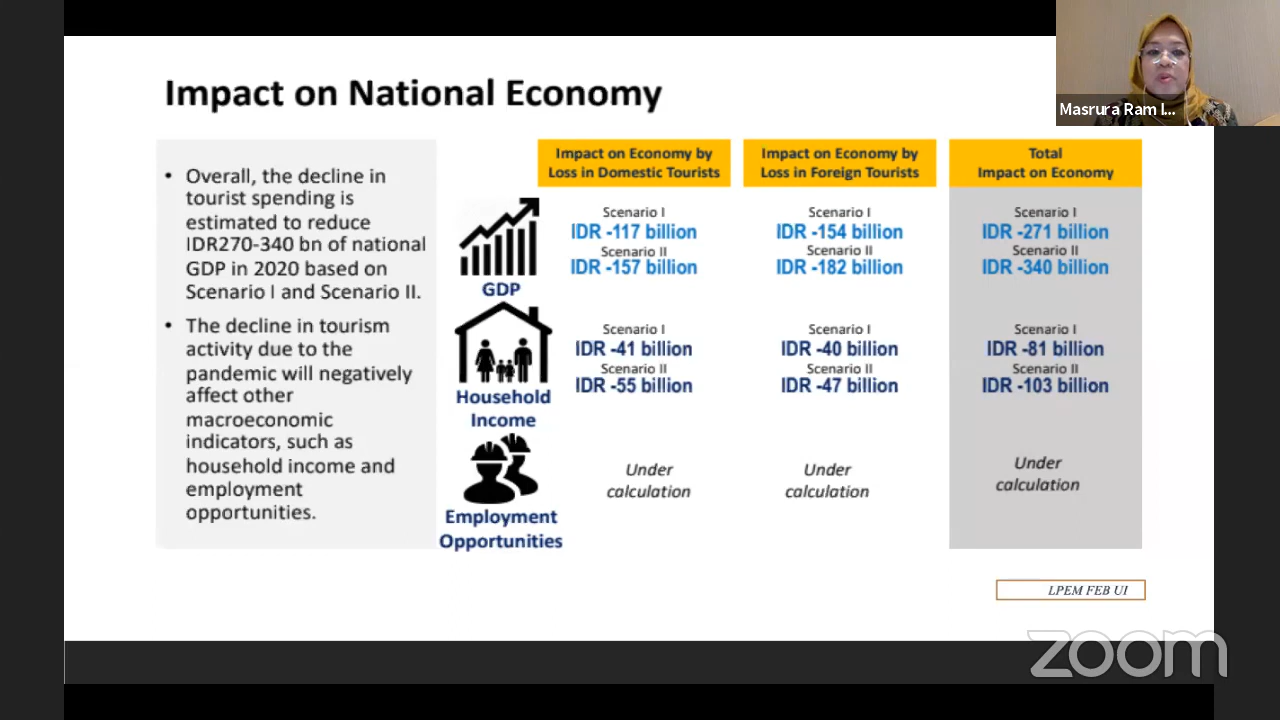 Impact on National Economy
• Overall, the decline in
tourist spending is
estimated to reduce
IDR270-340 bn of national
GDP in 2020 based on
Scenario I and Scenario II.
• The decline in tourism
activity due to the
pandemic will negatively
affect other
macroeconomic
indicators, such as
household income and
employment
opportunities.
Impact on Economy by
Loss in Domestic Tourists
Impact on Economy by
Loss in Foreign Tourists
Total
Impact on Economy
GDP
Scenario I
IDR -117 billion
Scenario II
IDR -157 billion
Scenario I
IDR -154 billion
Scenario II
IDR -182 billion
Scenario I
IDR -271 billion
Scenario II
IDR -340 billion
Household
Income
Scenario I
IDR -41 billion
Scenario II
IDR -55 billion
Scenario I
IDR -40 billion
Scenario II
IDR -47 billion
Scenario I
IDR -81 billion
Scenario II
IDR -103 billion
Employment
Opportunities
Under
calculation
Under
calculation
Under
calculation
LPEM FEB UI
Masrura Ram I...
zoom